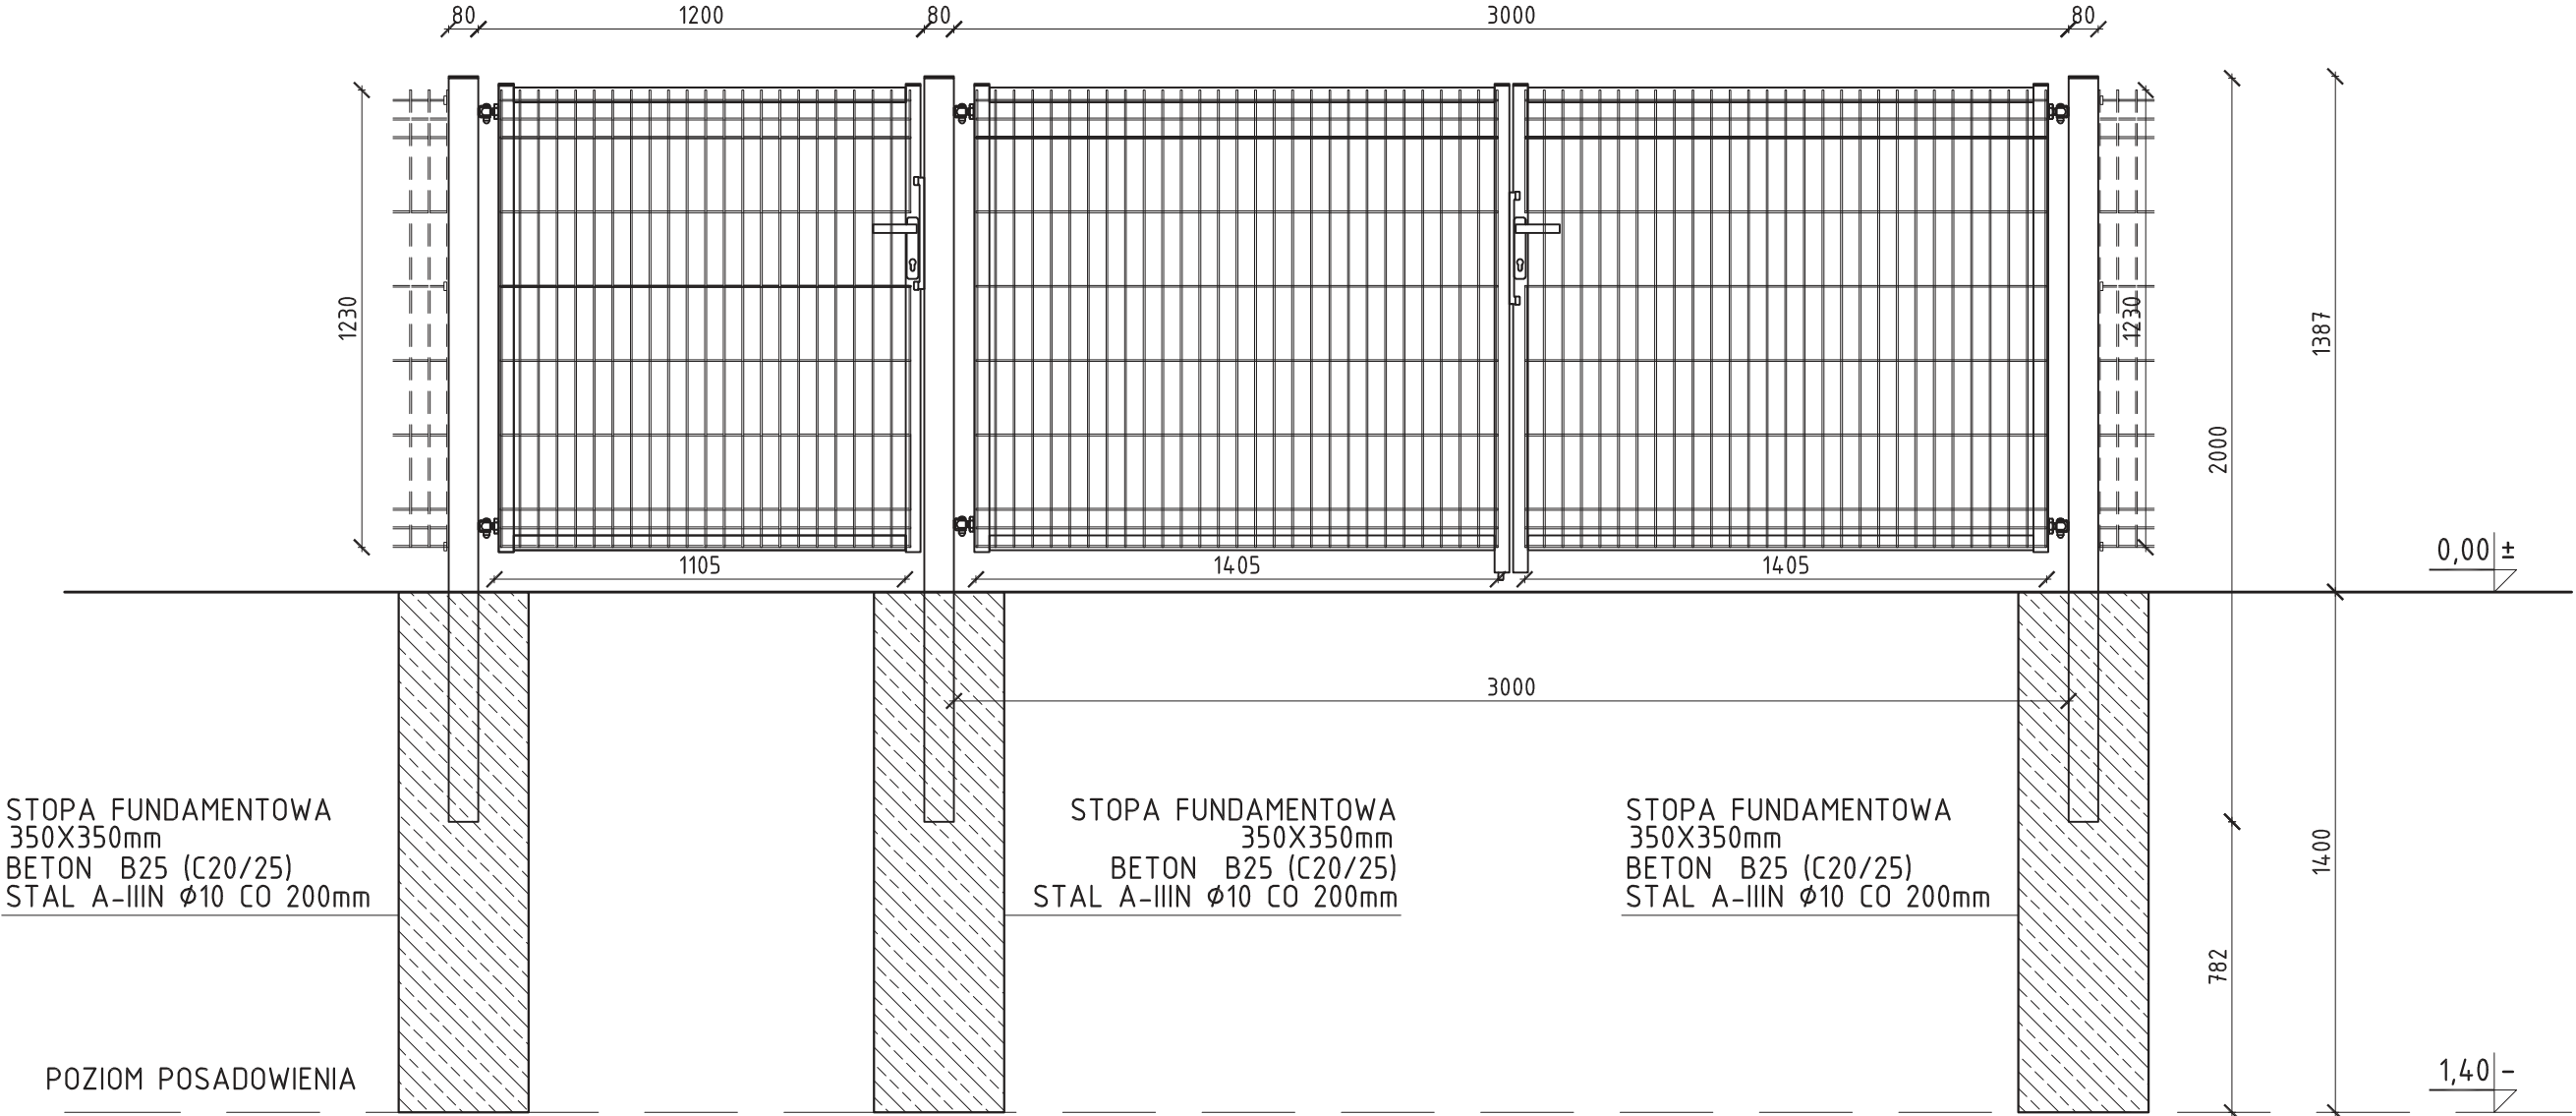 80
1200
80
3000
80
1230
1230
1387
2000
0,00 ±
1105
1405
1405
3000
STOPA FUNDAMENTOWA
350X350mm
BETON B25 (C20/25)
STAL A-IIIN Ø10 CO 200mm
STOPA FUNDAMENTOWA
350X350mm
BETON B25 (C20/25)
STAL A-IIIN Ø10 CO 200mm
STOPA FUNDAMENTOWA
350X350mm
BETON B25 (C20/25)
STAL A-IIIN Ø10 CO 200mm
1400
782
POZIOM POSADOWIENIA
1,40 -